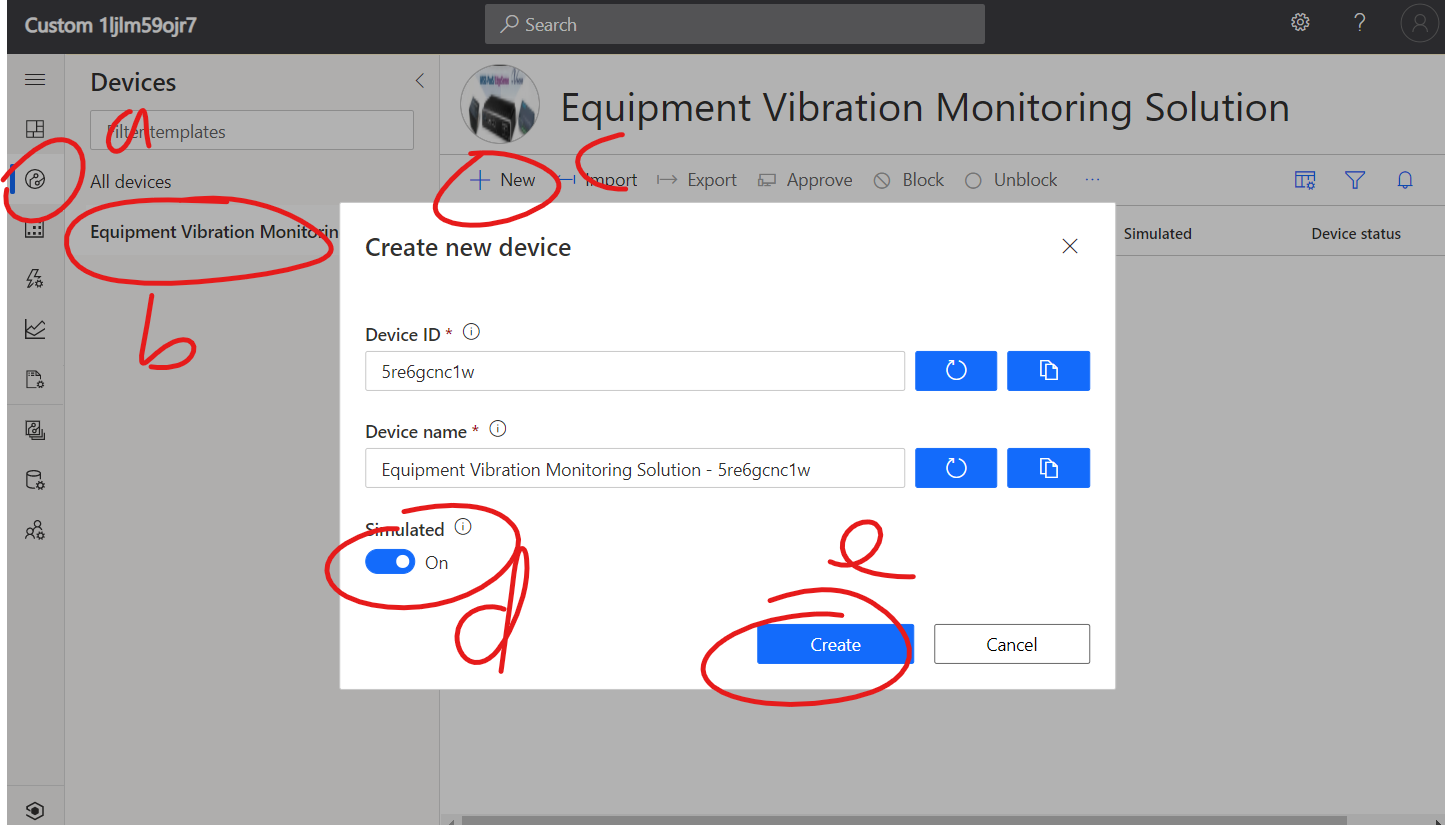 Custom 1ljlm59ojr7
Search
?
Devices
Filter templates
a
All devices
Equipment Vibration Monitorin
b
Equipment Vibration Monitoring Solution
c
New
Import
Export
Approve
Block
Unblock
...
Simulated
Device status
Create new device
Device ID *
5re6gcnc1w
Device name *
Equipment Vibration Monitoring Solution - 5re6gcnc1w
Simulated
On
d
e
Create
Cancel